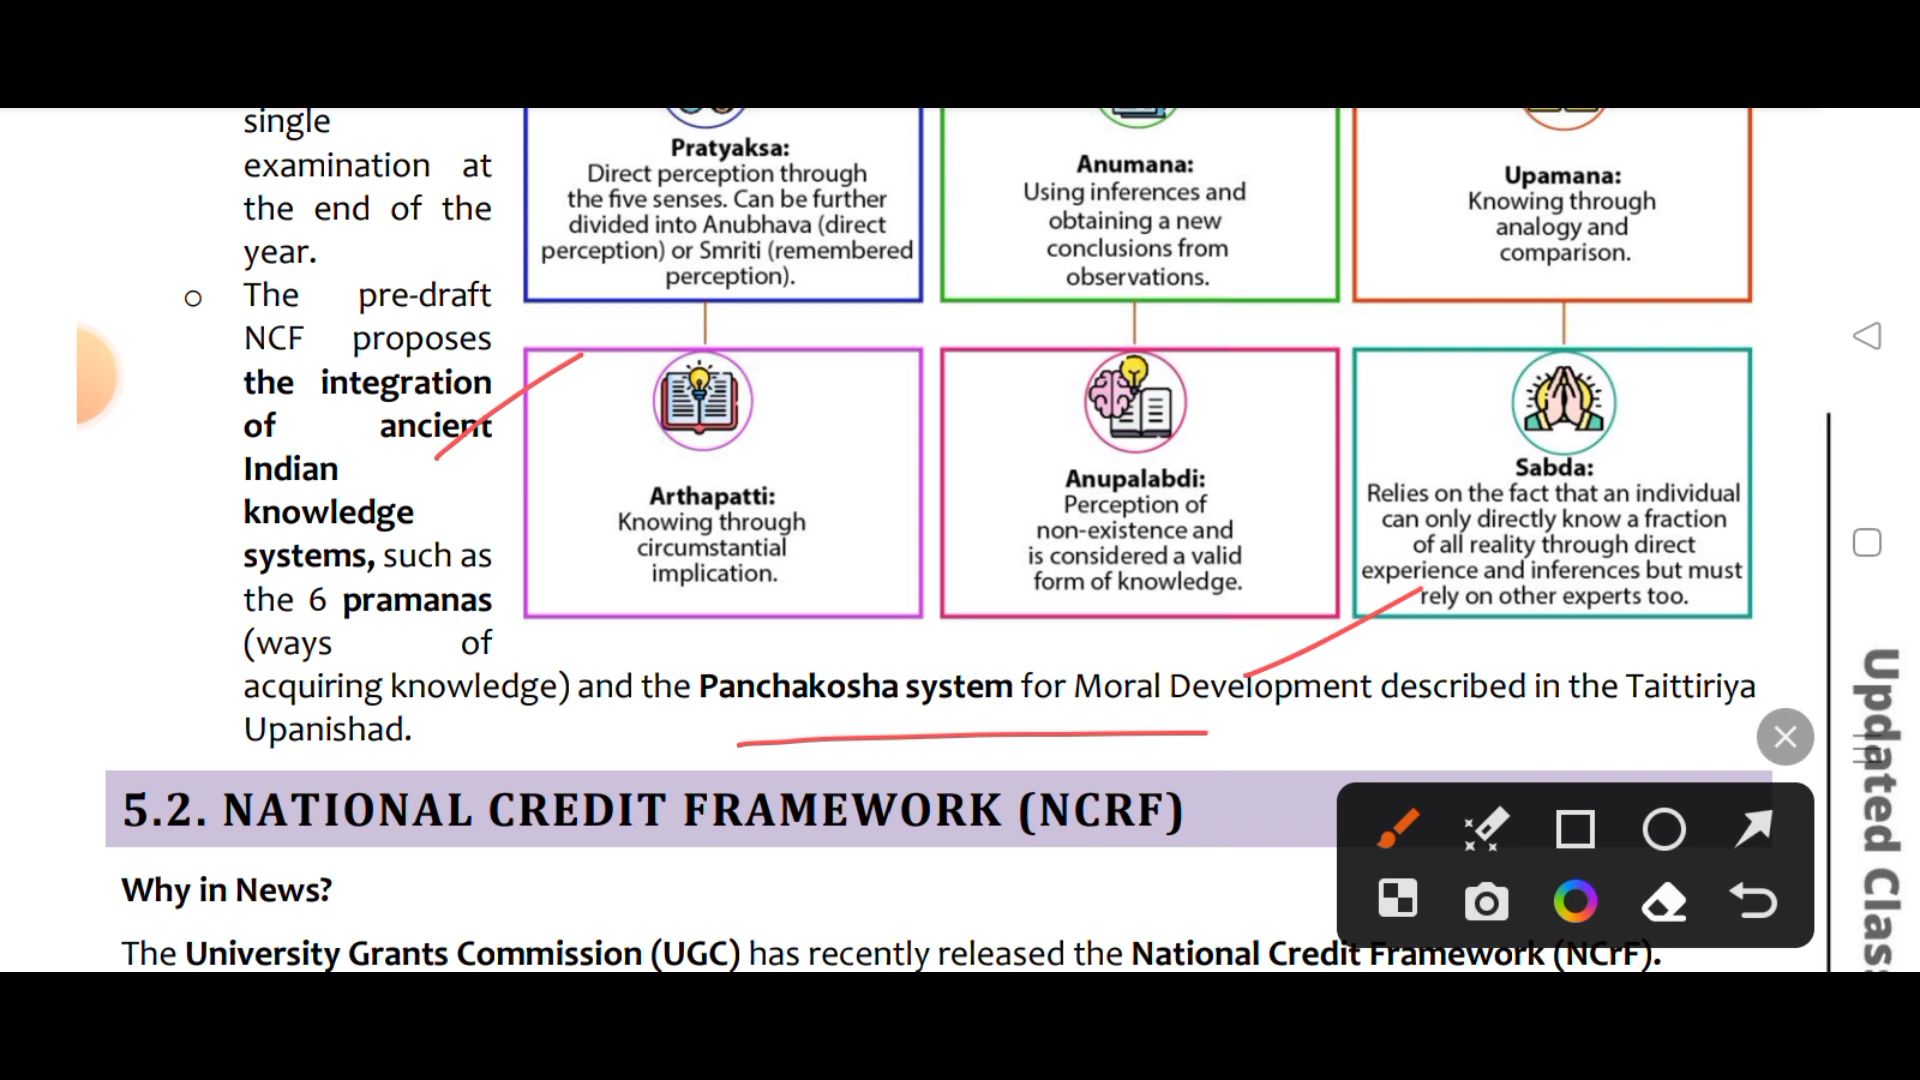 single
examination at
the end of the
year.
o The pre-draft
NCF proposes
the integration
of ancient
Indian
knowledge
systems, such as
the 6 pramanas
(ways of
acquiring knowledge) and the Panchakosha system for Moral Development described in the Taittiriya
Upanishad.
Pratyaksa:
Direct perception through
the five senses. Can be further
divided into Anubhava (direct
perception) or Smriti (remembered
perception).
Anumana:
Using inferences and
obtaining a new
conclusions from
observations.
Upamana:
Knowing through
analogy and
comparison.
Arthapatti:
Knowing through
circumstantial
implication.
Anupalabdi:
Perception of
non-existence and
is considered a valid
form of knowledge.
Sabda:
Relies on the fact that an individual
can only directly know a fraction
of all reality through direct
experience and inferences but must
rely on other experts too.
5.2. NATIONAL CREDIT FRAMEWORK (NCRF)
Why in News?
The University Grants Commission (UGC) has recently released the National Credit Framework (NCrF).
Updated Clas